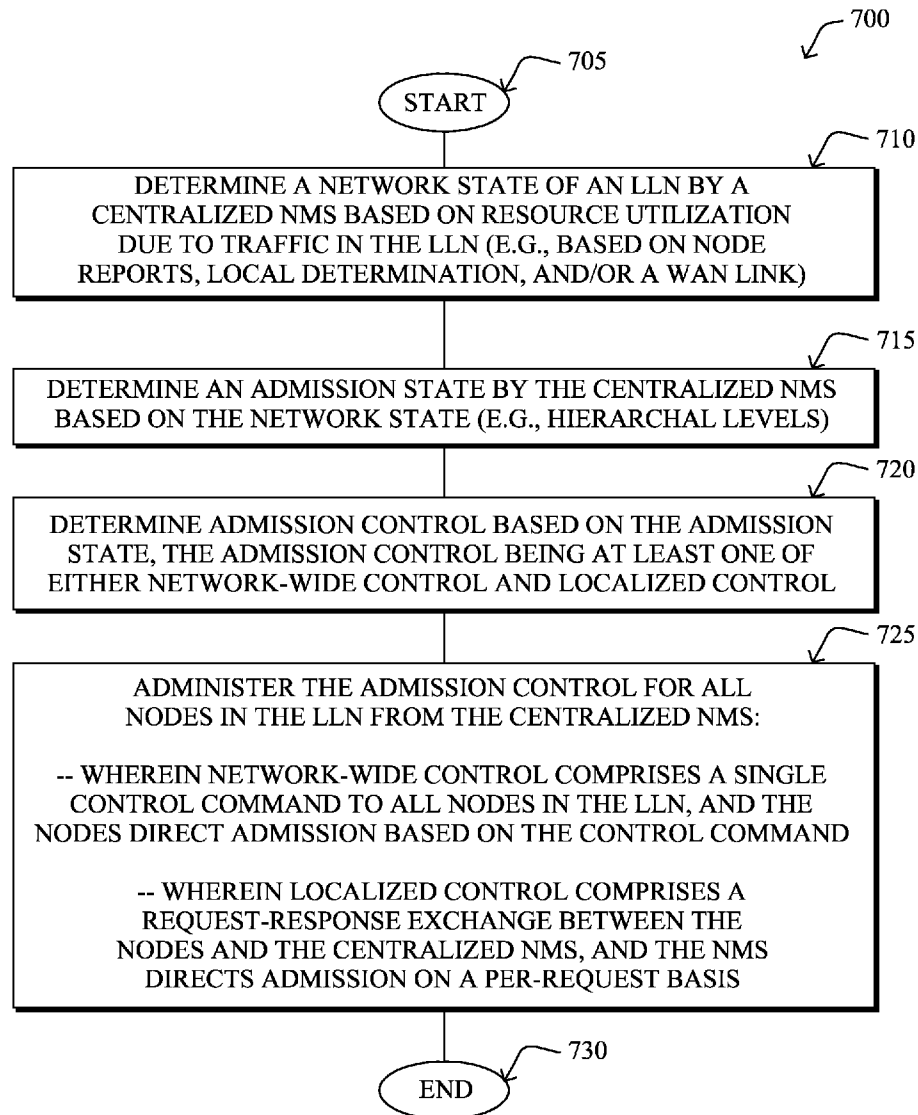 700
705
START
710
DETERMINE A NETWORK STATE OF AN LLN BY A
CENTRALIZED NMS BASED ON RESOURCE UTILIZATION
DUE TO TRAFFIC IN THE LLN (E.G., BASED ON NODE
REPORTS, LOCAL DETERMINATION, AND/OR A WAN LINK)
715
DETERMINE AN ADMISSION STATE BY THE CENTRALIZED NMS
BASED ON THE NETWORK STATE (E.G., HIERARCHAL LEVELS)
720
DETERMINE ADMISSION CONTROL BASED ON THE ADMISSION
STATE, THE ADMISSION CONTROL BEING AT LEAST ONE OF
EITHER NETWORK-WIDE CONTROL AND LOCALIZED CONTROL
725
ADMINISTER THE ADMISSION CONTROL FOR ALL
NODES IN THE LLN FROM THE CENTRALIZED NMS:
-- WHEREIN NETWORK-WIDE CONTROL COMPRISES A SINGLE
CONTROL COMMAND TO ALL NODES IN THE LLN, AND THE
NODES DIRECT ADMISSION BASED ON THE CONTROL COMMAND
-- WHEREIN LOCALIZED CONTROL COMPRISES A
REQUEST-RESPONSE EXCHANGE BETWEEN THE
NODES AND THE CENTRALIZED NMS, AND THE NMS
DIRECTS ADMISSION ON A PER-REQUEST BASIS
730
END